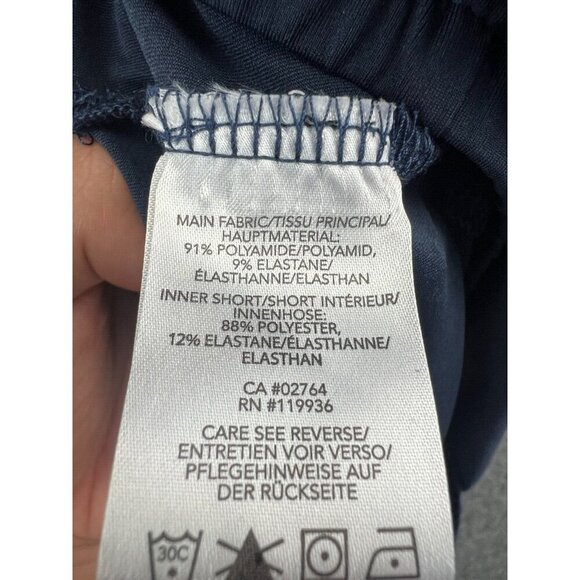 MAIN FABRIC/TISSU PRINCIPAL/
HAUPTMATERIAL:
91% POLYAMIDE/POLYAMID,
9% ELASTANE/
ÉLASTHANNE/ELASTHAN
INNER SHORT/SHORT INTÉRIEUR/
INNENHOSE:
88% POLYESTER,
12% ELASTANE/ÉLASTHANNE/
ELASTHAN
CA #02764
RN #119936
CARE SEE REVERSE/
ENTRETIEN VOIR VERSO/
PFLEGEHINWEISE AUF
DER RÜCKSEITE
30C